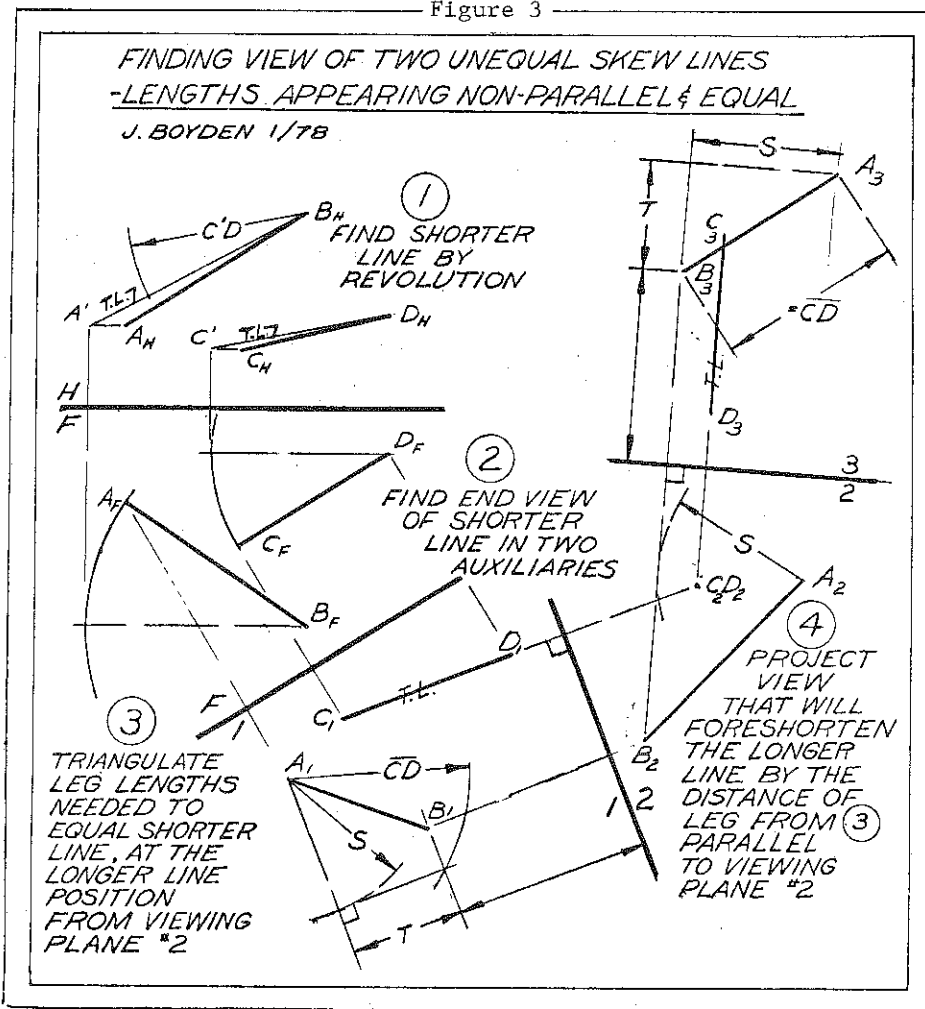 Figure 3
FINDING VIEW OF TWO UNEQUAL SKEW LINES
-LENGTHS APPEARING NON-PARALLEL & EQUAL
J. BOYDEN 1/78
1
FIND SHORTER
LINE BY
REVOLUTION
C'D
B_H
A'
T.L.
A_H
C'
T.L.
C_H
D_H
H
F
S
A_3
T
C_3
B_3
=CD
T.L.
D_3
3
2
2
FIND END VIEW
OF SHORTER
LINE IN TWO
AUXILIARIES
D_F
A_F
C_F
B_F
F
1
C_1
T.L.
D_1
C_2D_2
S
A_2
B_2
1
2
3
TRIANGULATE
LEG LENGTHS
NEEDED TO
EQUAL SHORTER
LINE, AT THE
LONGER LINE
POSITION
FROM VIEWING
PLANE #2
A_1
CD
B'
S
T
4
PROJECT
VIEW
THAT WILL
FORESHORTEN
THE LONGER
LINE BY THE
DISTANCE OF
LEG FROM 3
PARALLEL
TO VIEWING
PLANE #2